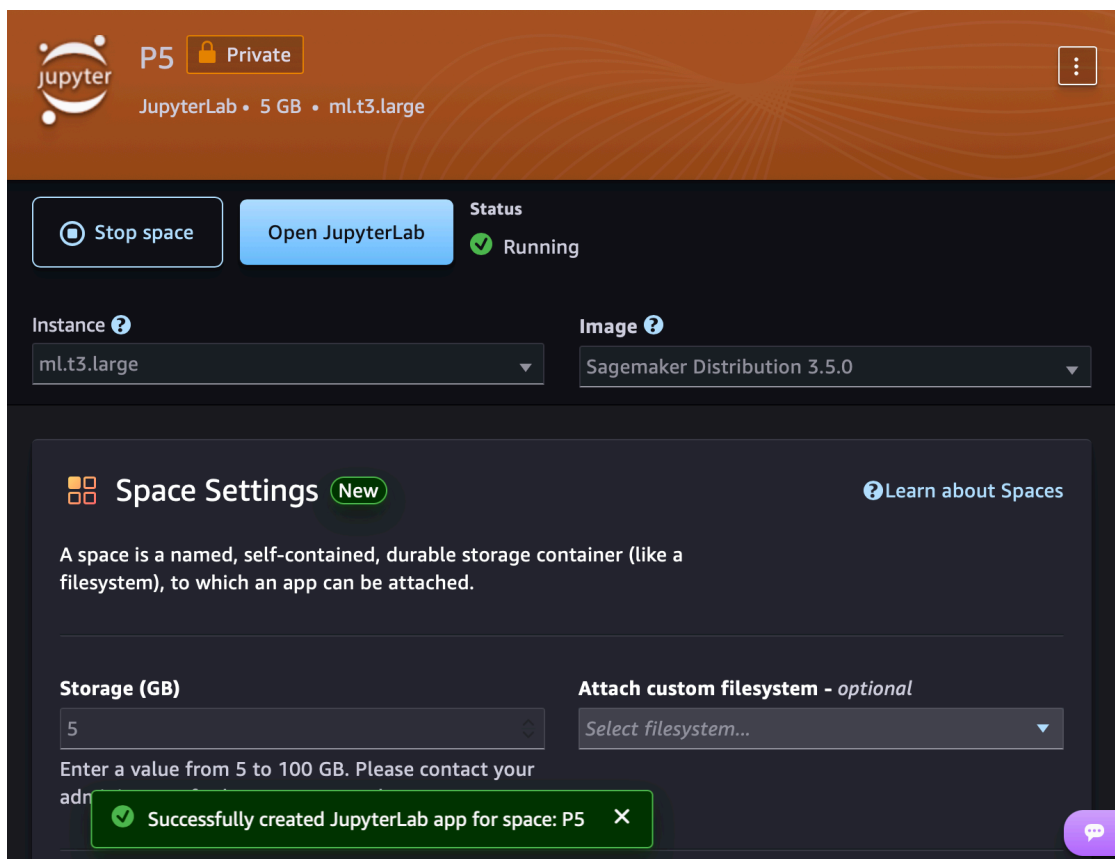 jupyter
P5 Private
JupyterLab • 5 GB • ml.t3.large
Stop space
Open JupyterLab
Status
Running
Instance ?
ml.t3.large
Image ?
Sagemaker Distribution 3.5.0
Space Settings New
?Learn about Spaces
A space is a named, self-contained, durable storage container (like a
filesystem), to which an app can be attached.
Storage (GB)
5
Attach custom filesystem - optional
Select filesystem...
Enter a value from 5 to 100 GB. Please contact your
Successfully created JupyterLab app for space: P5